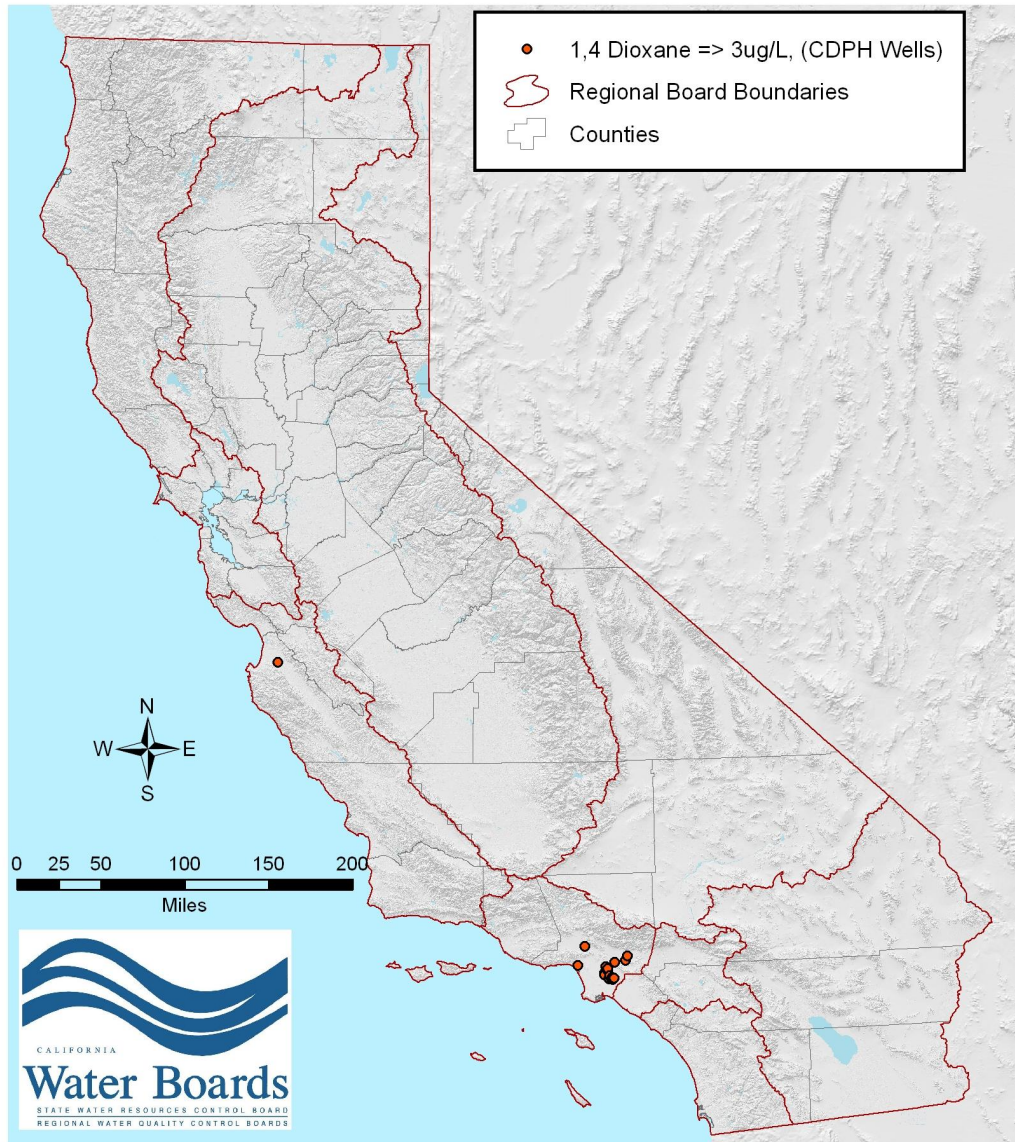 1,4 Dioxane => 3ug/L, (CDPH Wells)
Regional Board Boundaries
Counties
N
W E
S
0 25 50 100 150 200
Miles
CALIFORNIA
Water Boards
STATE WATER RESOURCES CONTROL BOARD
REGIONAL WATER QUALITY CONTROL BOARDS